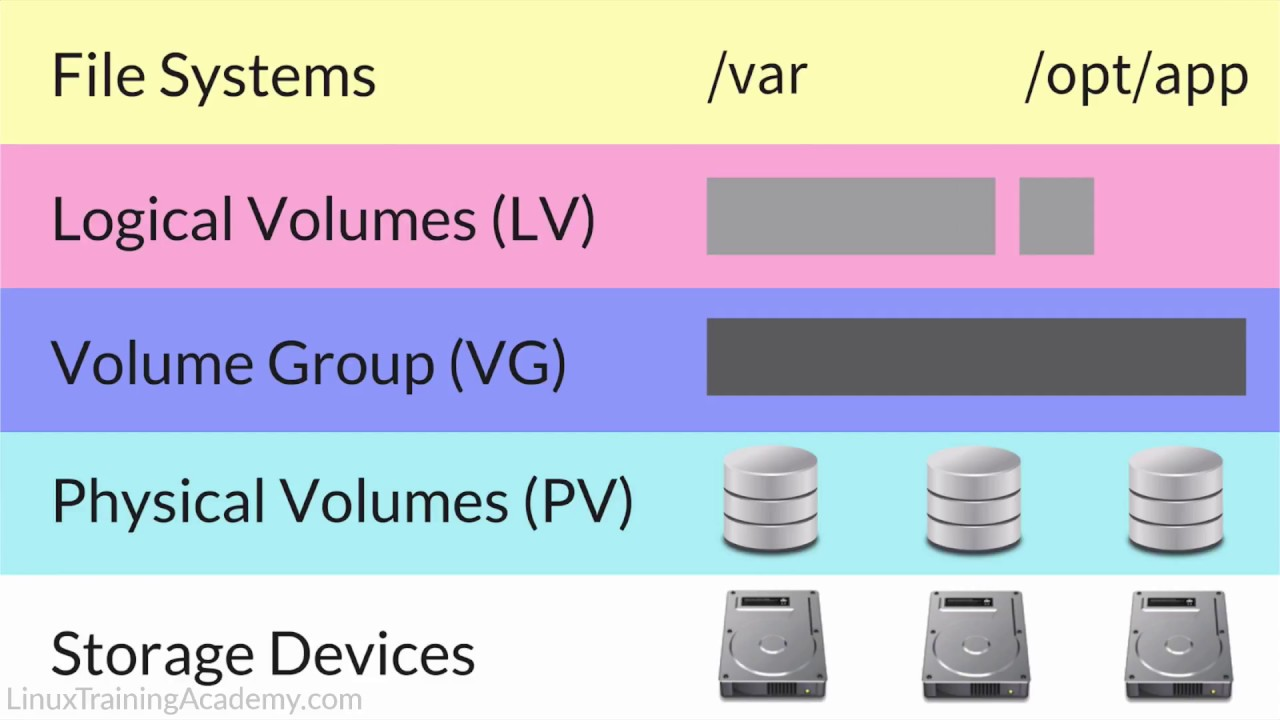 File Systems /var /opt/app
Logical Volumes (LV)
Volume Group (VG)
Physical Volumes (PV)
Storage Devices
LinuxTrainingAcademy.com